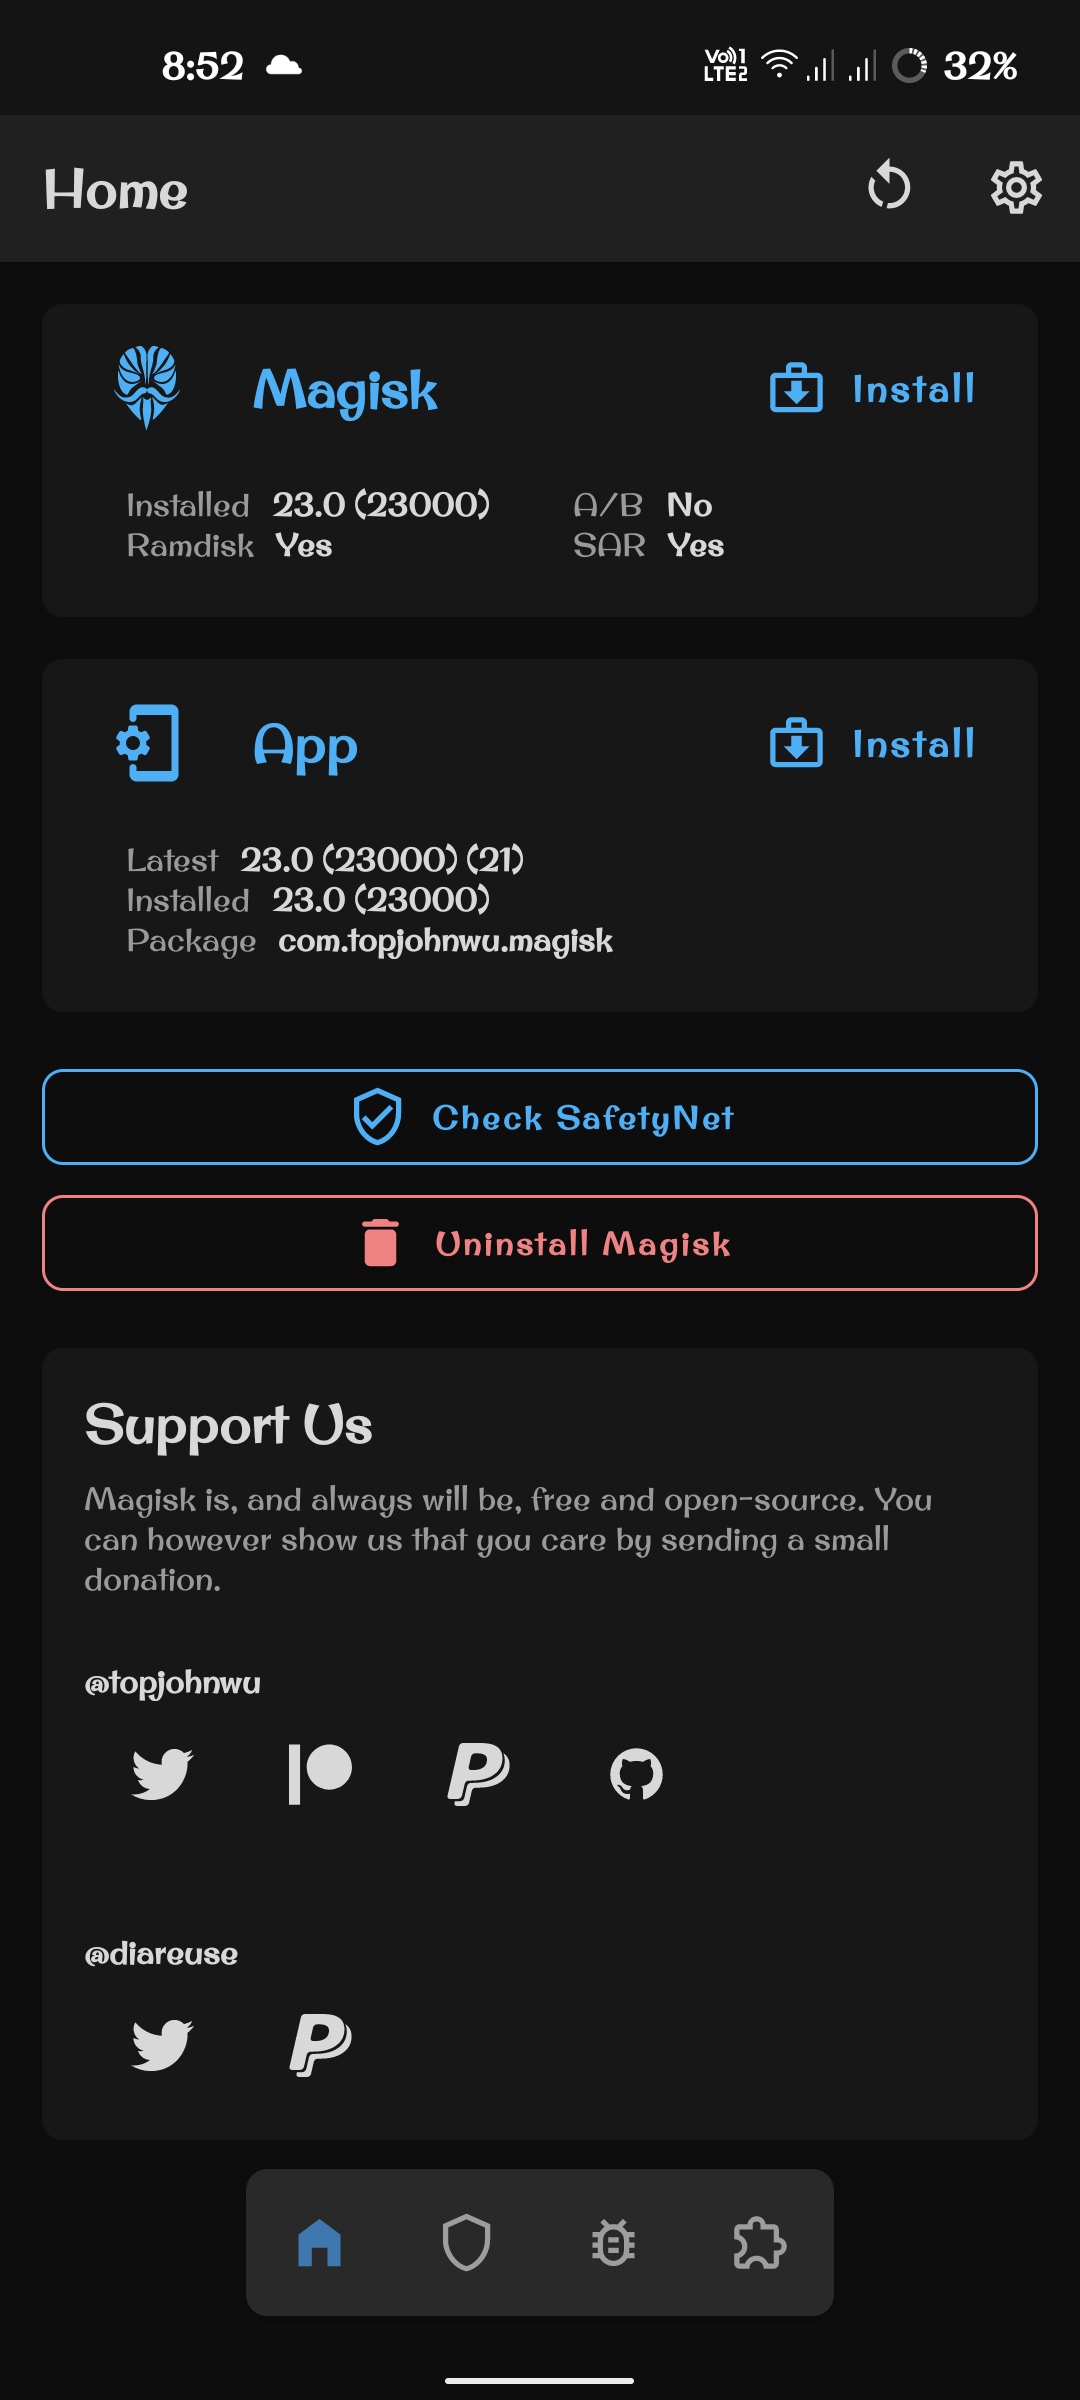 8:52 Vo))1 LTE2 32%
Home
Magisk Install
Installed 23.0 (23000) A/B No
Ramdisk Yes SAR Yes
App Install
Latest 23.0 (23000) (21)
Installed 23.0 (23000)
Package com.topjohnwu.magisk
Check SafetyNet
Uninstall Magisk
Support Us
Magisk is, and always will be, free and open-source. You
can however show us that you care by sending a small
donation.
@topjohnwu
@diareuse